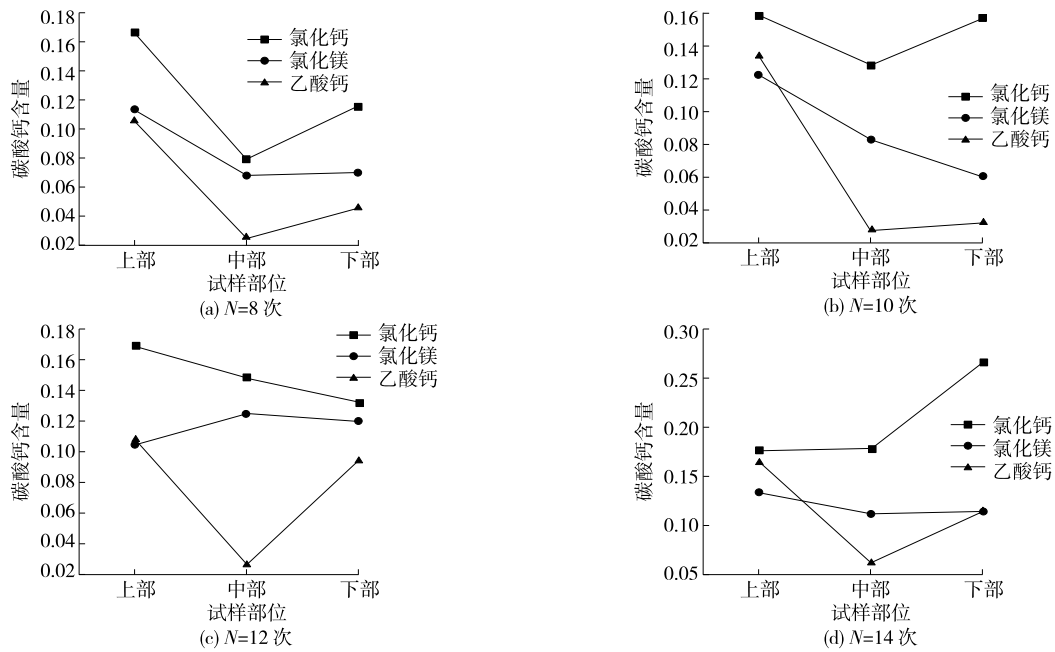 碳酸钙含量
0.18
0.16
0.14
0.12
0.10
0.08
0.06
0.04
0.02
氯化钙
氯化镁
乙酸钙
上部 中部 下部
试样部位
(a) N=8 次
碳酸钙含量
0.16
0.14
0.12
0.10
0.08
0.06
0.04
0.02
氯化钙
氯化镁
乙酸钙
上部 中部 下部
试样部位
(b) N=10 次
碳酸钙含量
0.18
0.16
0.14
0.12
0.10
0.08
0.06
0.04
0.02
氯化钙
氯化镁
乙酸钙
上部 中部 下部
试样部位
(c) N=12 次
碳酸钙含量
0.30
0.25
0.20
0.15
0.10
0.05
氯化钙
氯化镁
乙酸钙
上部 中部 下部
试样部位
(d) N=14 次